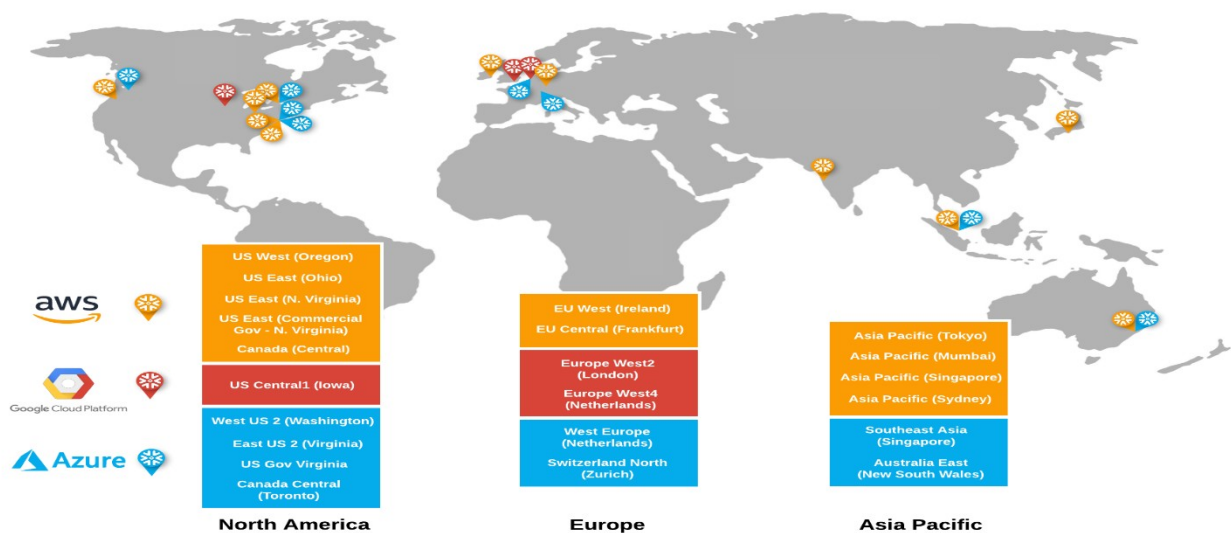 US West (Oregon)
US East (Ohio)
US East (N. Virginia)
US East (Commercial
Gov - N. Virginia)
Canada (Central)
US Central1 (Iowa)
West US 2 (Washington)
East US 2 (Virginia)
US Gov Virginia
Canada Central
(Toronto)
North America
aws
Google Cloud Platform
Azure
EU West (Ireland)
EU Central (Frankfurt)
Europe West2
(London)
Europe West4
(Netherlands)
West Europe
(Netherlands)
Switzerland North
(Zurich)
Europe
Asia Pacific (Tokyo)
Asia Pacific (Mumbai)
Asia Pacific (Singapore)
Asia Pacific (Sydney)
Southeast Asia
(Singapore)
Australia East
(New South Wales)
Asia Pacific